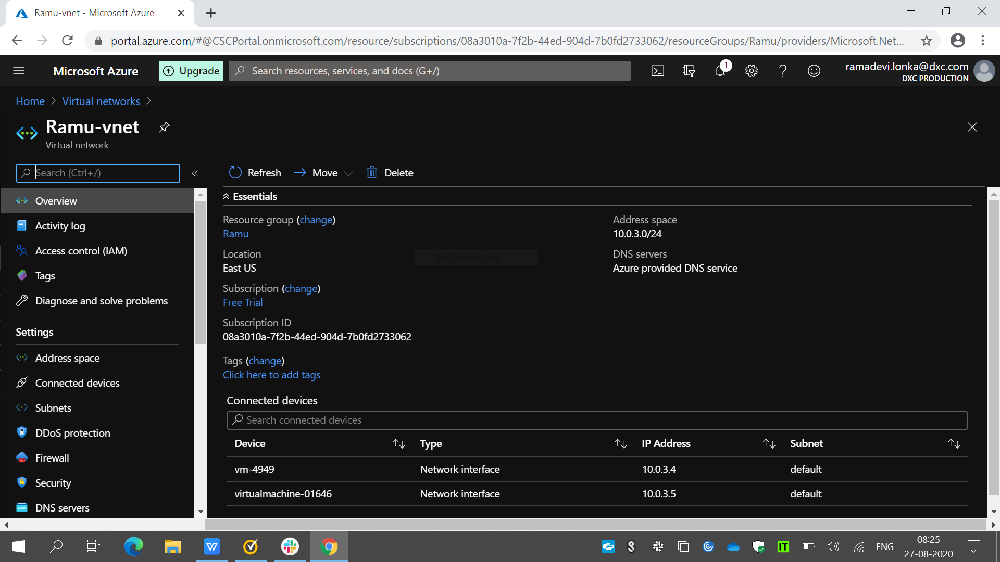 Ramu-vnet - Microsoft Azure
portal.azure.com/#@CSCPortal.onmicrosoft.com/resource/subscriptions/08a3010a-7f2b-44ed-904d-7b0fd2733062/resourceGroups/Ramu/providers/Microsoft.Net...
Microsoft Azure
Upgrade
Search resources, services, and docs (G+/)
1
ramadevi.lonka@dxc.com
DXC PRODUCTION
Home > Virtual networks >
Ramu-vnet
Virtual network
Search (Ctrl+/)
«
Refresh
Move
Delete
Overview
Activity log
Access control (IAM)
Tags
Diagnose and solve problems
Settings
Address space
Connected devices
Subnets
DDoS protection
Firewall
Security
DNS servers
Essentials
Resource group (change)
Ramu
Location
East US
Subscription (change)
Free Trial
Subscription ID
08a3010a-7f2b-44ed-904d-7b0fd2733062
Tags (change)
Click here to add tags
Address space
10.0.3.0/24
DNS servers
Azure provided DNS service
Full-screen Snip
Connected devices
Search connected devices
Device Type IP Address Subnet
vm-4949 Network interface 10.0.3.4 default
virtualmachine-01646 Network interface 10.0.3.5 default
ENG
08:25
27-08-2020